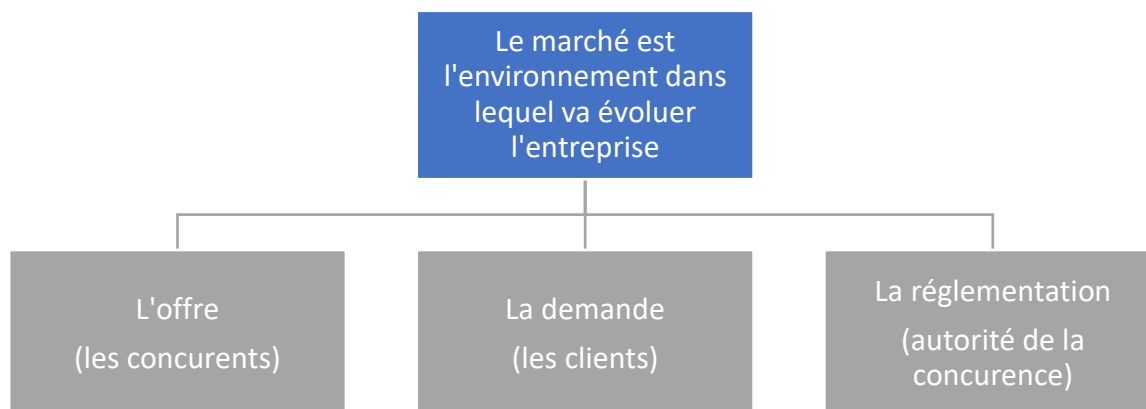 Le marché est
l'environnement dans
lequel va évoluer
l'entreprise
L'offre
(les concurents)
La demande
(les clients)
La réglementation
(autorité de la
concurence)